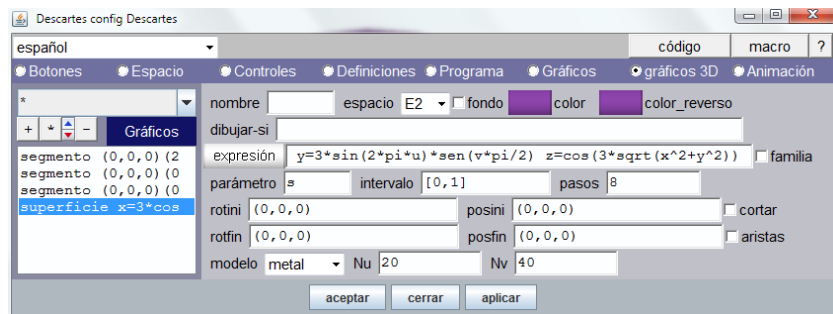 Descartes config Descartes
español código macro ?
Botones Espacio Controles Definiciones Programa Gráficos gráficos 3D Animación
* nombre espacio E2 fondo color color_reverso
+ * - Gráficos dibujar-si
segmento (0,0,0)(2 expresión y=3*sin(2*pi*u)*sen(v*pi/2) z=cos(3*sqrt(x^2+y^2)) familia
segmento (0,0,0)(0 parámetro s intervalo [0,1] pasos 8
segmento (0,0,0)(0 rotini (0,0,0) posini (0,0,0) cortar
superficie x=3*cos
rotfin (0,0,0) posfin (0,0,0) aristas
modelo metal Nu 20 Nv 40
aceptar cerrar aplicar